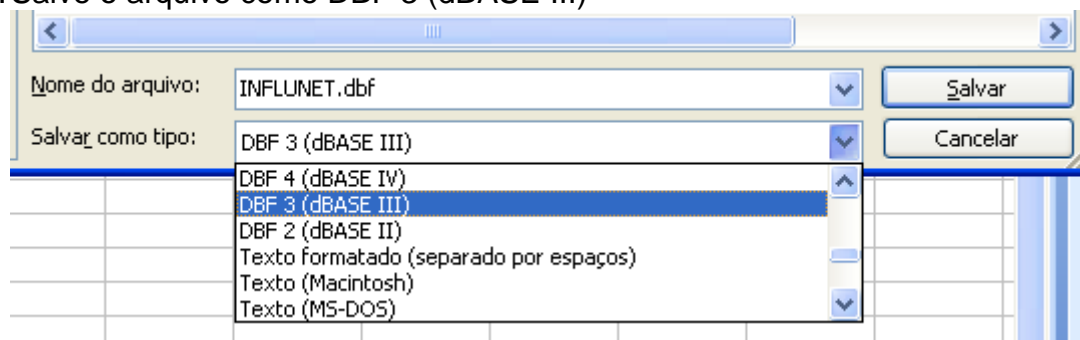 Salve o arquivo como DBF 3 (dBASE III)
Nome do arquivo: INFLUNET.dbf Salvar
Salvar como tipo: DBF 3 (dBASE III) Cancelar
DBF 4 (dBASE IV)
DBF 3 (dBASE III)
DBF 2 (dBASE II)
Texto formatado (separado por espaços)
Texto (Macintosh)
Texto (MS-DOS)